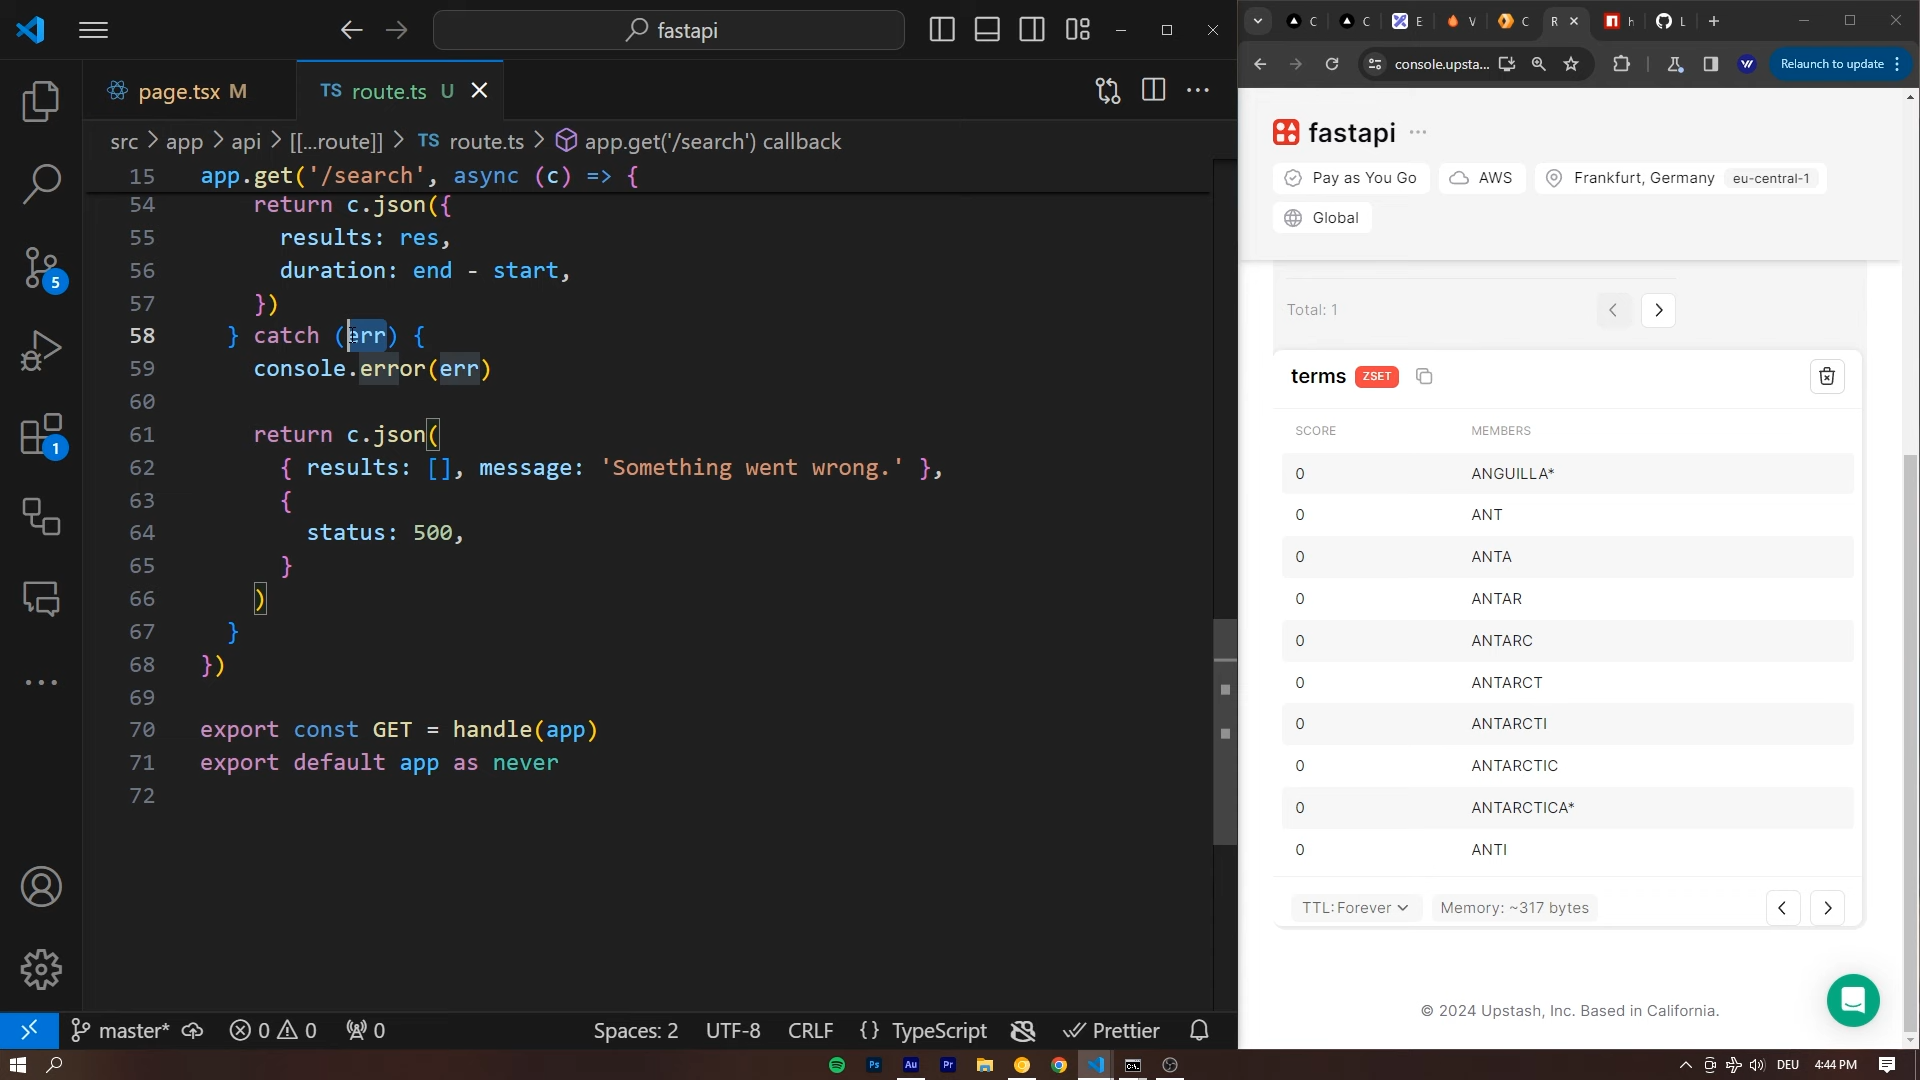 fastapi
page.tsx M
TS route.ts U
src > app > api > [[...route]] > TS route.ts > app.get('/search') callback
15 app.get('/search', async (c) => {
54 return c.json({
55 results: res,
56 duration: end - start,
57 })
58 } catch (err) {
59 console.error(err)
60
61 return c.json(
62 { results: [], message: 'Something went wrong.' },
63 {
64 status: 500,
65 }
66 )
67 }
68 })
69
70 export const GET = handle(app)
71 export default app as never
72
5
1
master* 0 0 0
Spaces: 2 UTF-8 CRLF {} TypeScript Prettier
C C E V C R h L
console.upsta...
Relaunch to update
fastapi
Pay as You Go AWS Frankfurt, Germany eu-central-1
Global
Total: 1
terms ZSET
SCORE MEMBERS
0 ANGUILLA*
0 ANT
0 ANTA
0 ANTAR
0 ANTARC
0 ANTARCT
0 ANTARCTI
0 ANTARCTIC
0 ANTARCTICA*
0 ANTI
TTL: Forever Memory: ~317 bytes
© 2024 Upstash, Inc. Based in California.
Ps Au Pr
DEU 4:44 PM